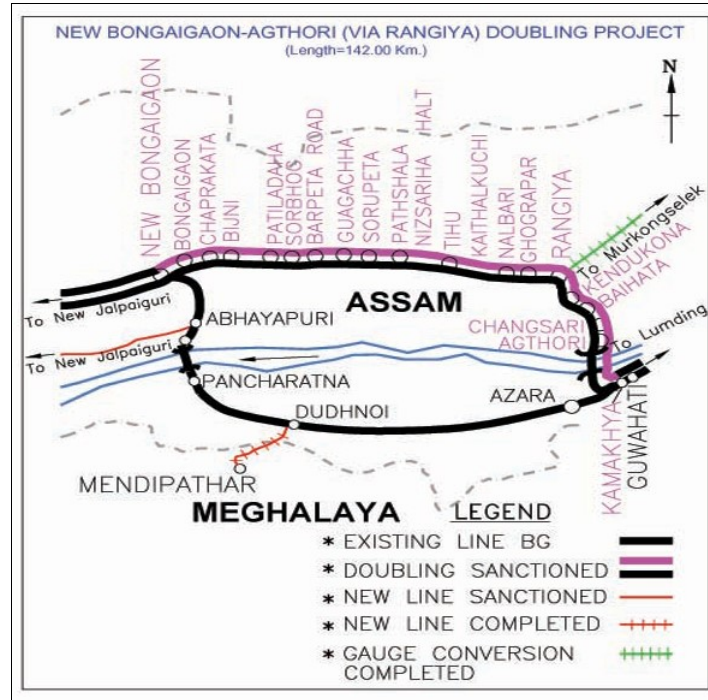 NEW BONGAIGAON-AGTHORI (VIA RANGIYA) DOUBLING PROJECT
(Length=142.00 Km.)
N
NEW BONGAIGAON
BONGAIGAON
CHAPRAKATA
BIJNI
PATILADAHA
SORBHOG
BARPETA ROAD
GUAGACHHA
SORUPETA
PATHSHALA
NIZSARIHA HALT
TIHU
KAITHALKUCHI
NALBARI
GHOGRAPAR
RANGIYA
To Murkongselek
KENDUKONA
BAIHATA
ASSAM
To New Jalpaiguri
ABHAYAPURI
CHANGSARI
AGTHORI
To Lumding
To New Jalpaiguri
PANCHARATNA
AZARA
DUDHNOI
KAMAKHYA
GUWAHATI
MENDIPATHAR
MEGHALAYA
LEGEND
* EXISTING LINE BG
* DOUBLING SANCTIONED
* NEW LINE SANCTIONED
* NEW LINE COMPLETED
* GAUGE CONVERSION
COMPLETED